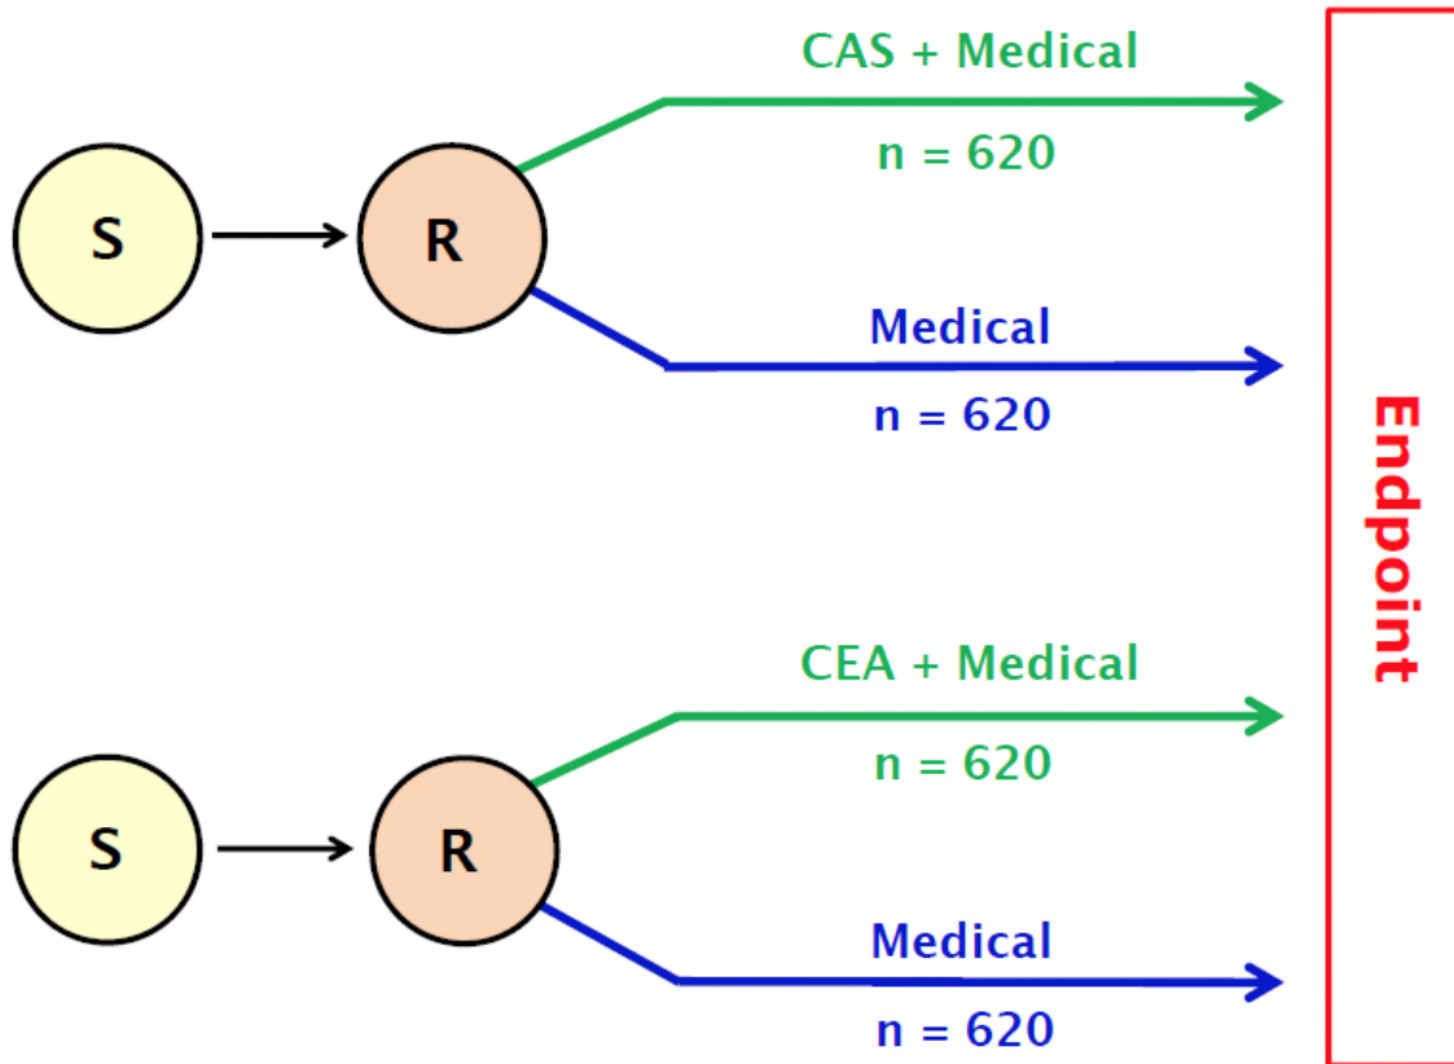 CAS + Medical
n = 620
S
R
Medical
n = 620
Endpoint
CEA + Medical
n = 620
S
R
Medical
n = 620